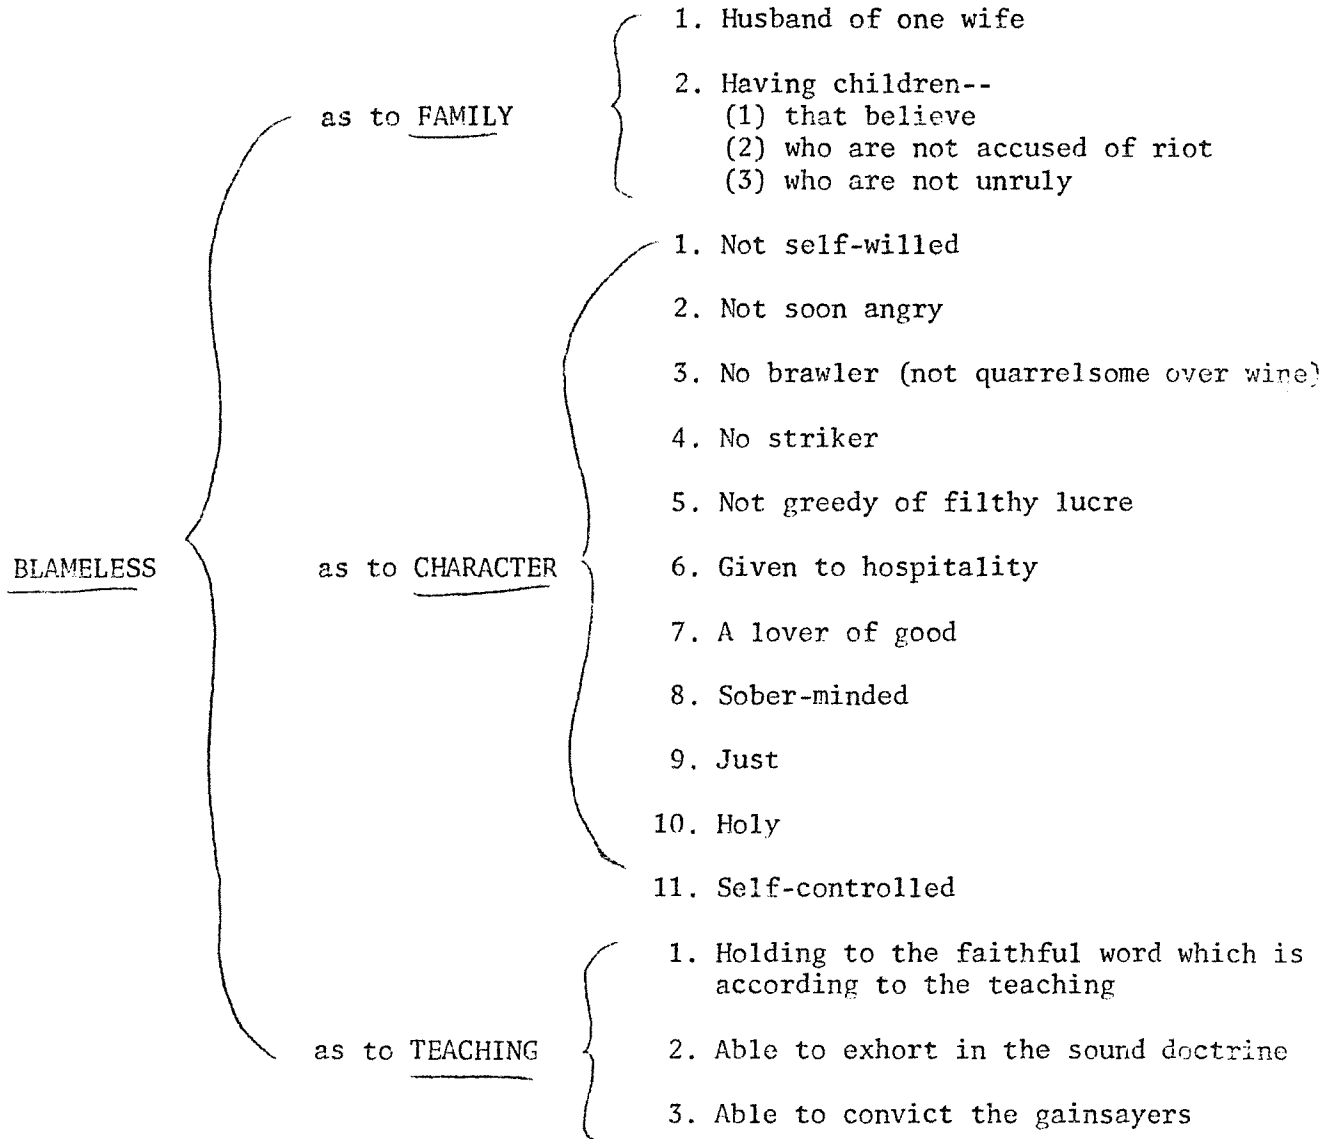 1. Husband of one wife
2. Having children--
(1) that believe
(2) who are not accused of riot
(3) who are not unruly
as to FAMILY
1. Not self-willed
2. Not soon angry
3. No brawler (not quarrelsome over wine)
4. No striker
5. Not greedy of filthy lucre
BLAMELESS
as to CHARACTER
6. Given to hospitality
7. A lover of good
8. Sober-minded
9. Just
10. Holy
11. Self-controlled
1. Holding to the faithful word which is
according to the teaching
as to TEACHING
2. Able to exhort in the sound doctrine
3. Able to convict the gainsayers